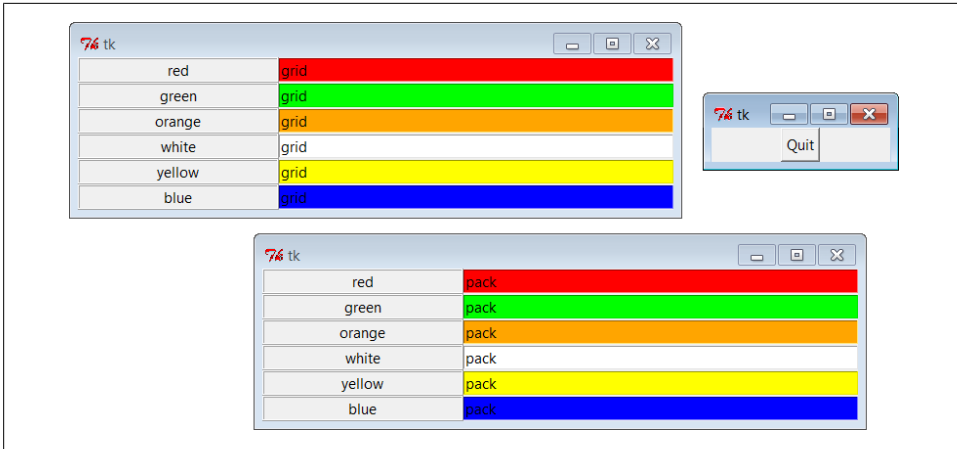 tk
red grid
green grid
orange grid
white grid
yellow grid
blue grid
tk
Quit
tk
red pack
green pack
orange pack
white pack
yellow pack
blue pack